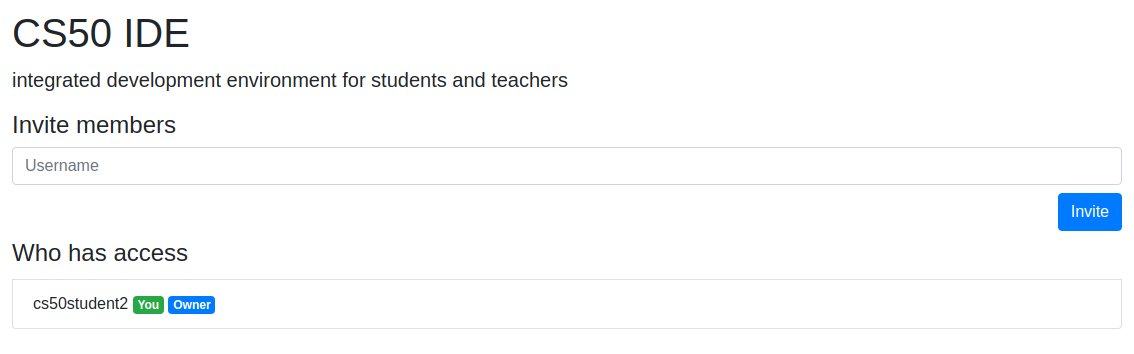 CS50 IDE
integrated development environment for students and teachers
Invite members
Username
Invite
Who has access
cs50student2 You Owner